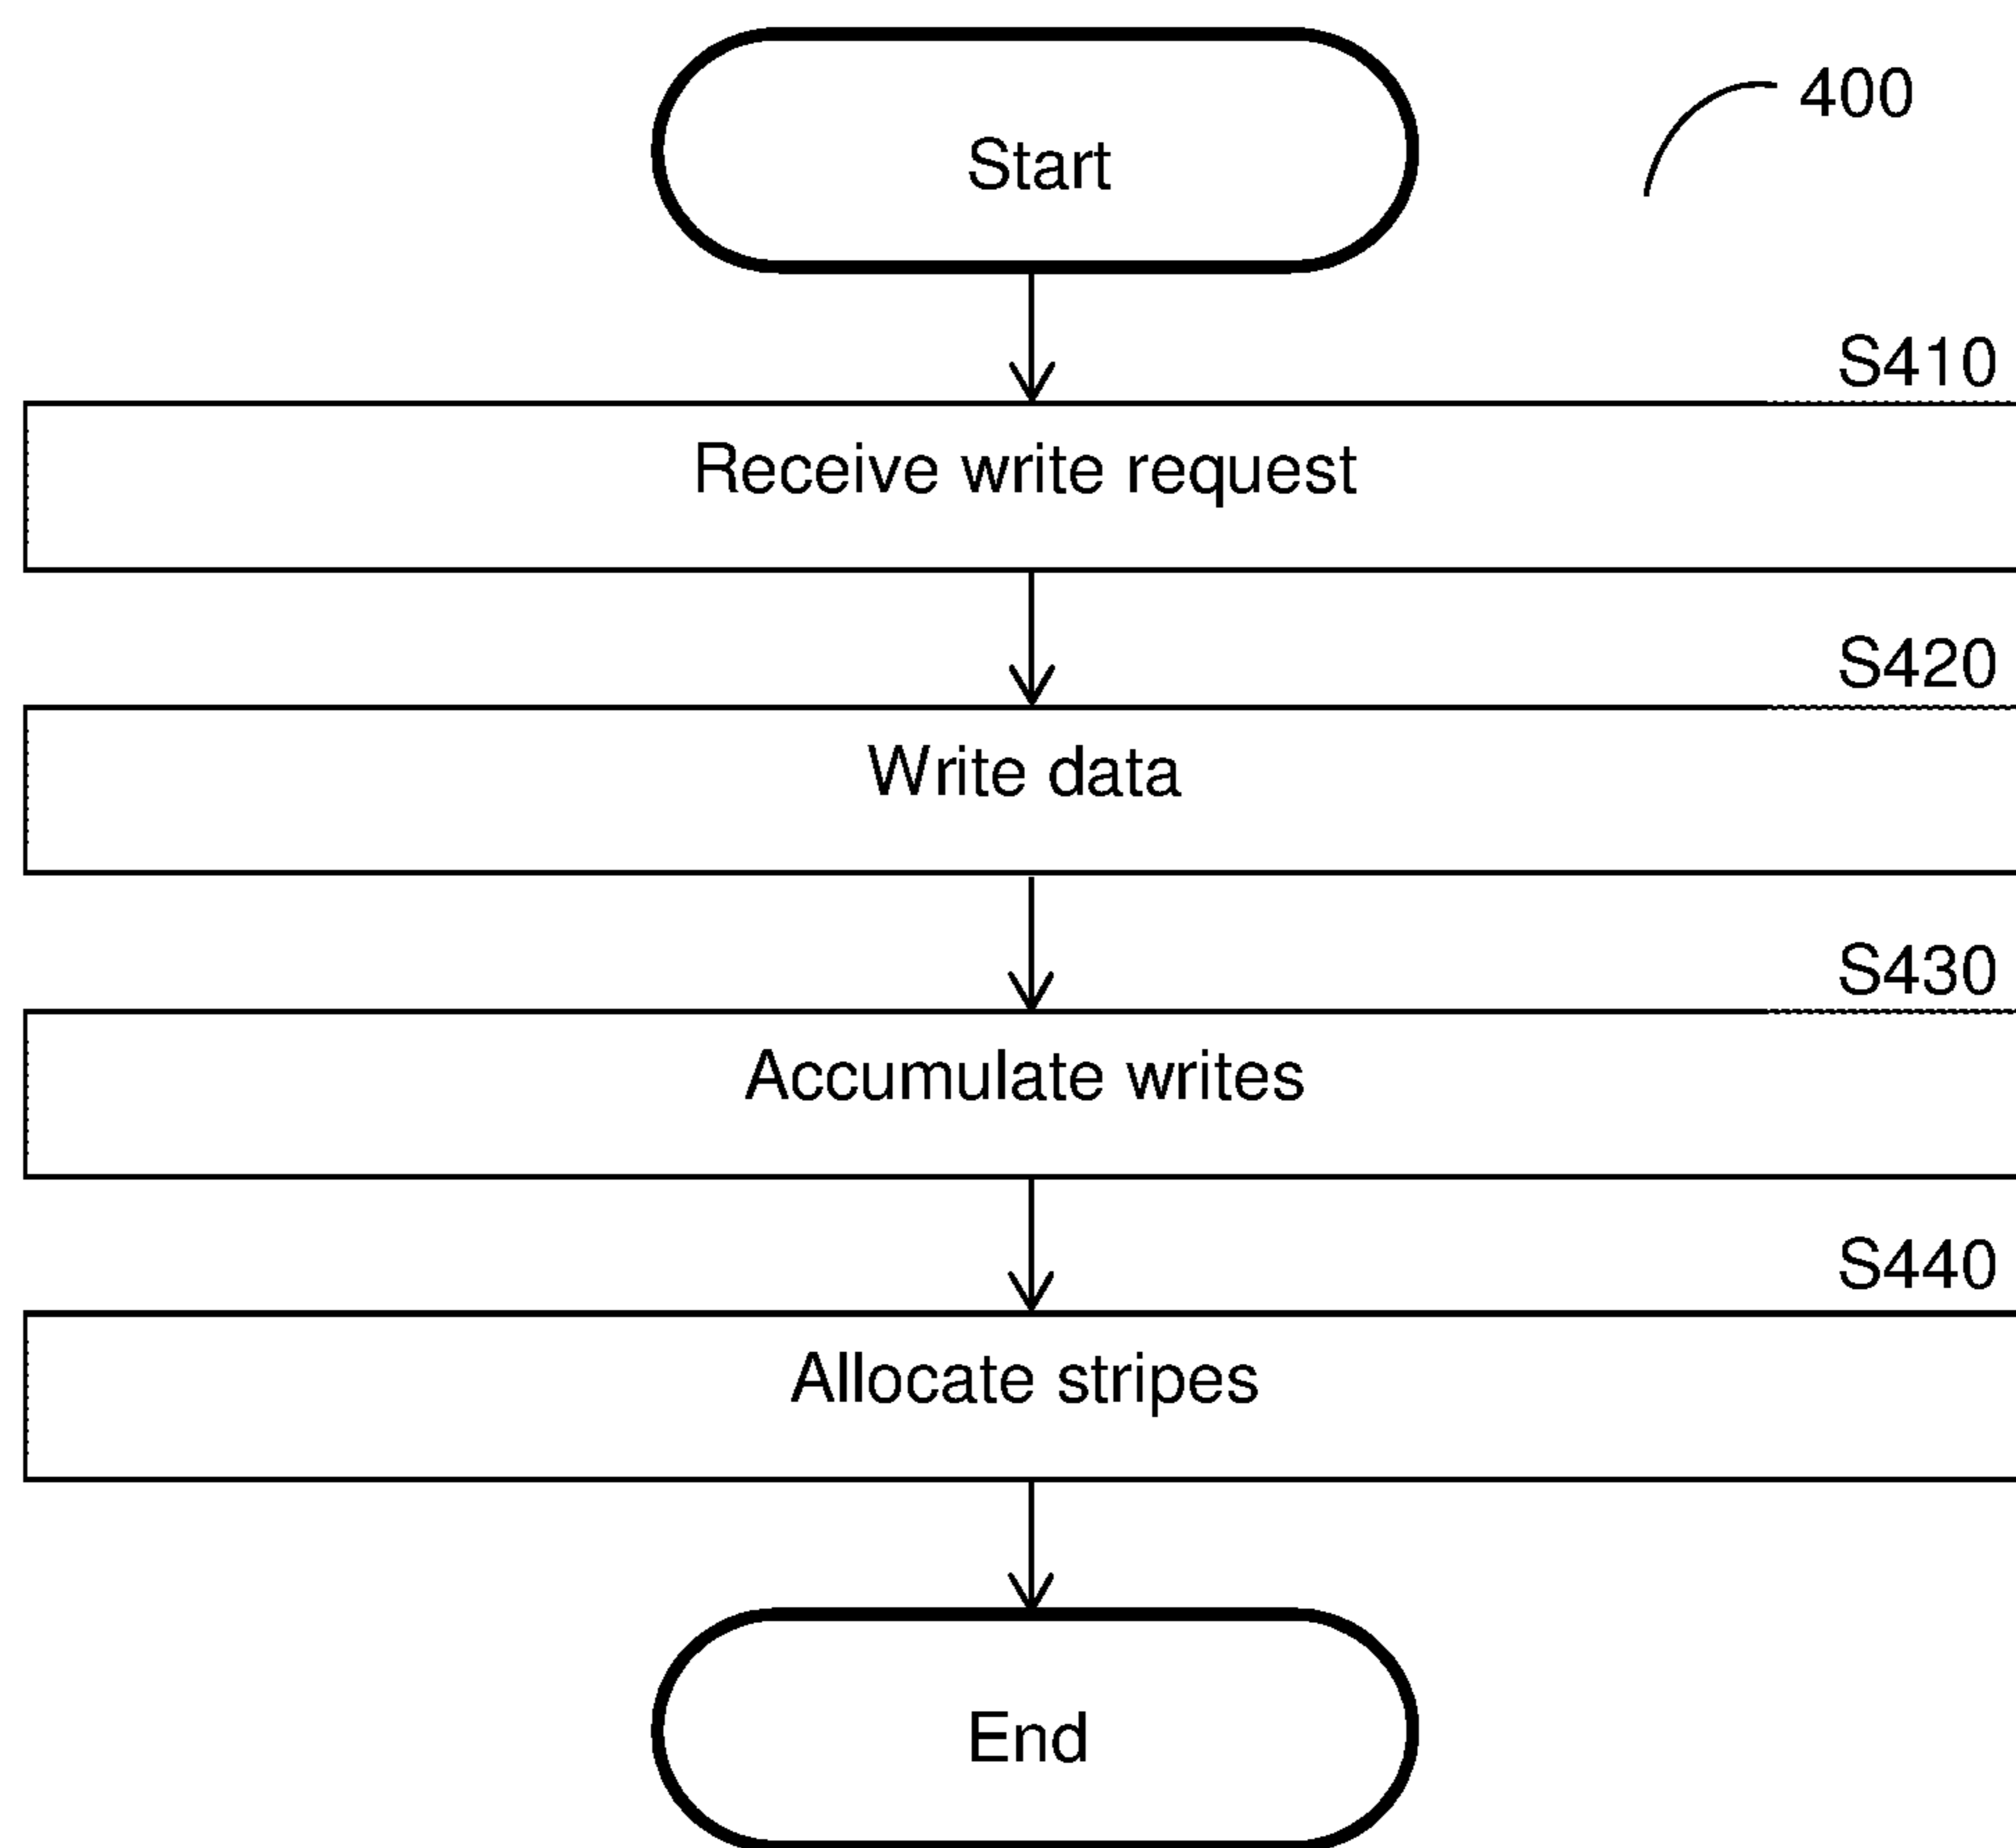 Start
400
S410
Receive write request
S420
Write data
S430
Accumulate writes
S440
Allocate stripes
End